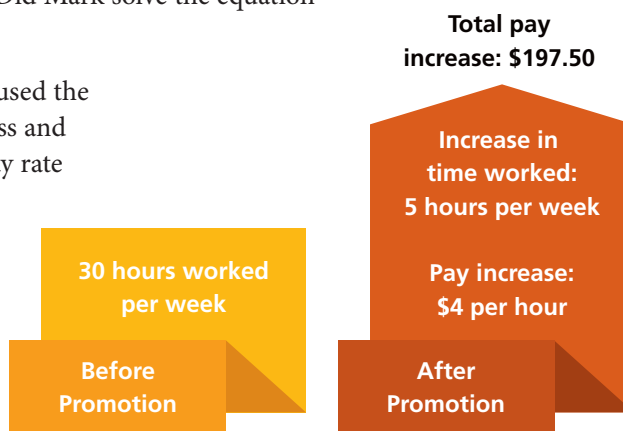 Did Mark solve the equation
used the
ss and
y rate
Total pay
increase: $197.50
Increase in
time worked:
5 hours per week
Pay increase:
$4 per hour
30 hours worked
per week
Before
Promotion
After
Promotion